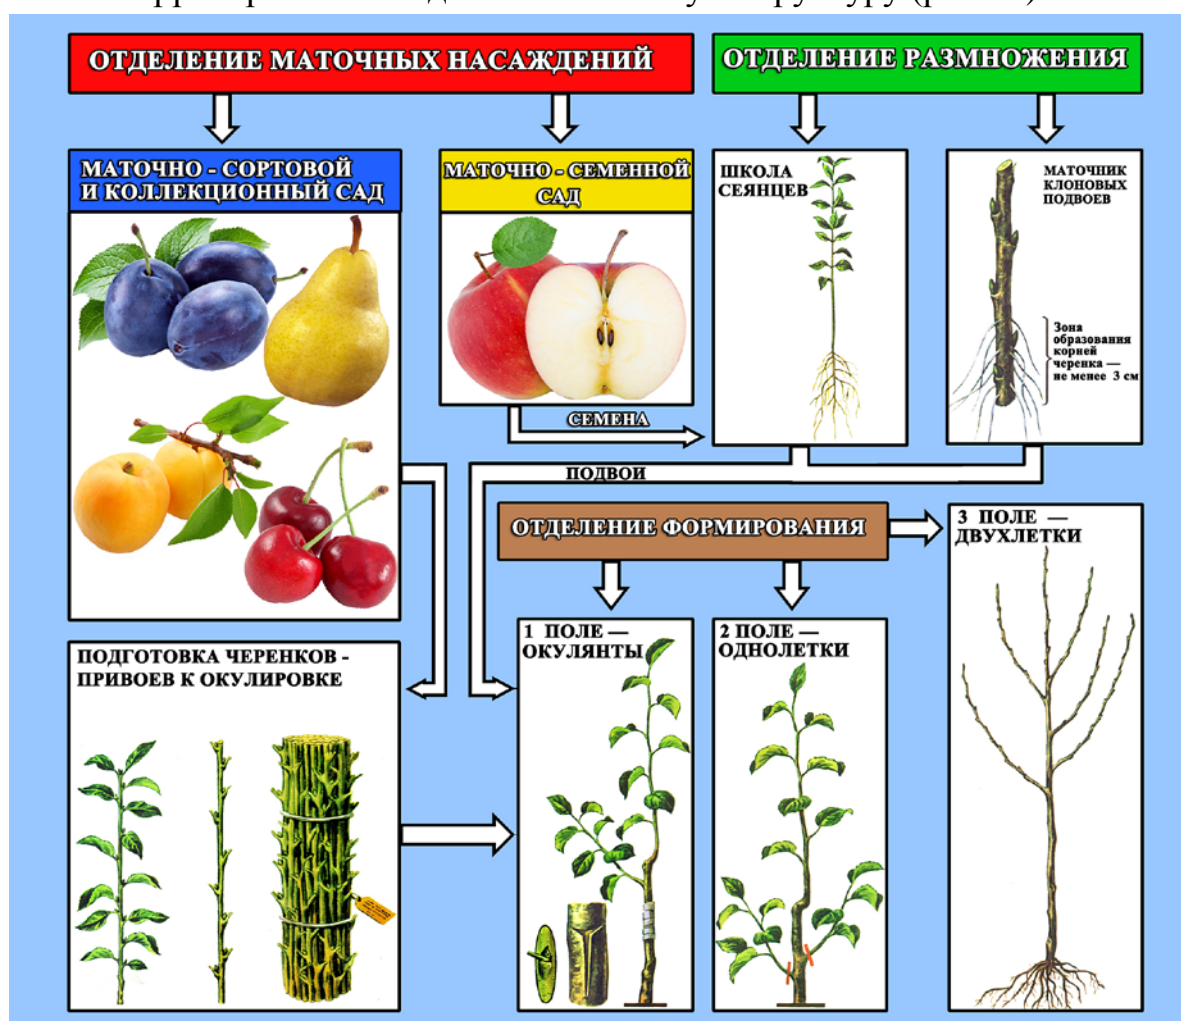 ОТДЕЛЕНИЕ МАТОЧНЫХ НАСАЖДЕНИЙ
ОТДЕЛЕНИЕ РАЗМНОЖЕНИЯ
МАТОЧНО - СОРТОВОЙ
И КОЛЛЕКЦИОННЫЙ САД
МАТОЧНО - СЕМЕННОЙ
САД
ШКОЛА
СЕЯНЦЕВ
МАТОЧНИК
КЛОНОВЫХ
ПОДВОЕВ
Зона
образования
корней
черенка —
не менее 3 см
СЕМЕНА
ПОДВОИ
ОТДЕЛЕНИЕ ФОРМИРОВАНИЯ
3 ПОЛЕ —
ДВУХЛЕТКИ
1 ПОЛЕ —
ОКУЛЯНТЫ
2 ПОЛЕ —
ОДНОЛЕТКИ
ПОДГОТОВКА ЧЕРЕНКОВ -
ПРИВОЕВ К ОКУЛИРОВКЕ